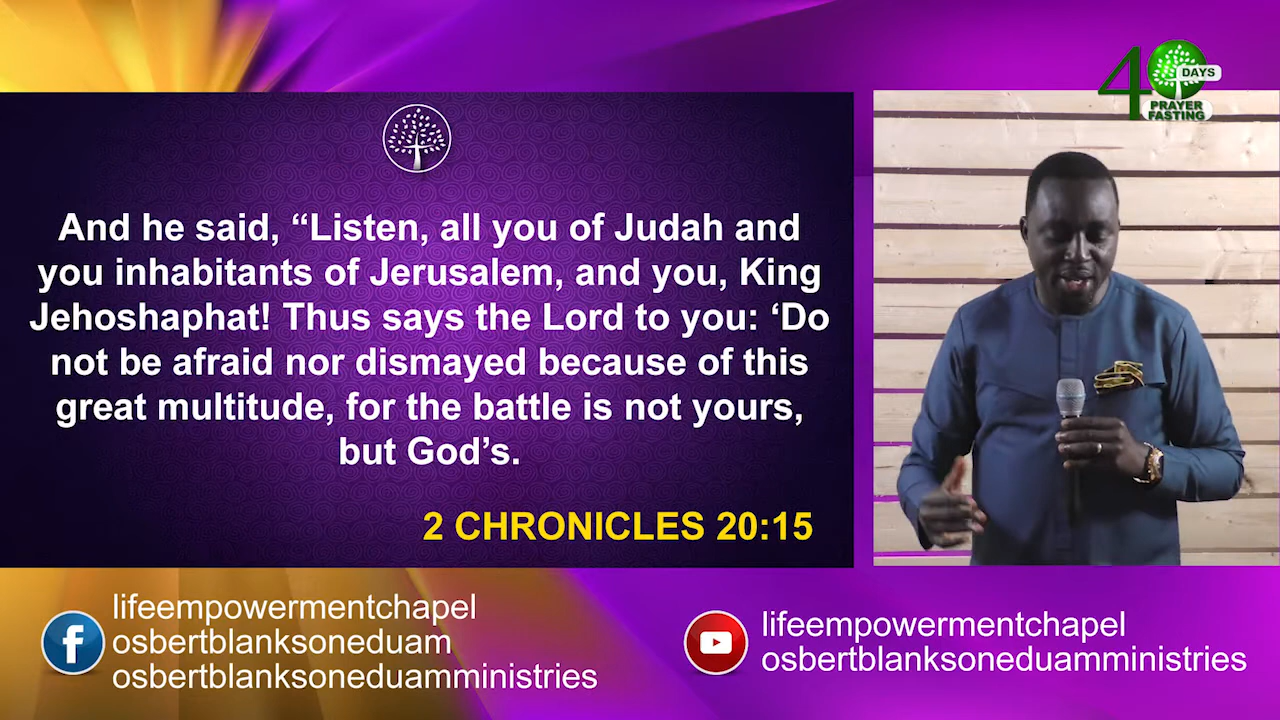 40 DAYS
PRAYER
FASTING
And he said, “Listen, all you of Judah and
you inhabitants of Jerusalem, and you, King
Jehoshaphat! Thus says the Lord to you: ‘Do
not be afraid nor dismayed because of this
great multitude, for the battle is not yours,
but God’s.
2 CHRONICLES 20:15
lifeempowermentchapel
osbertblanksoneduam
osbertblanksoneduamministries
lifeempowermentchapel
osbertblanksoneduamministries